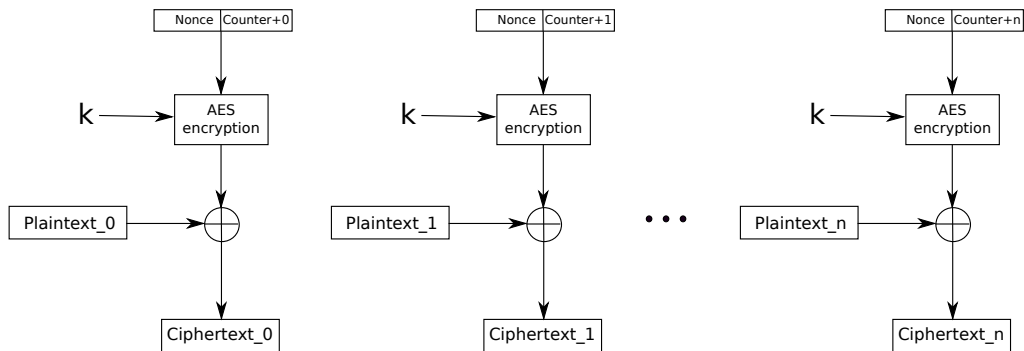 Nonce Counter+0
Nonce Counter+1
Nonce Counter+n
k
AES
encryption
k
AES
encryption
k
AES
encryption
Plaintext_0
Plaintext_1
...
Plaintext_n
Ciphertext_0
Ciphertext_1
Ciphertext_n